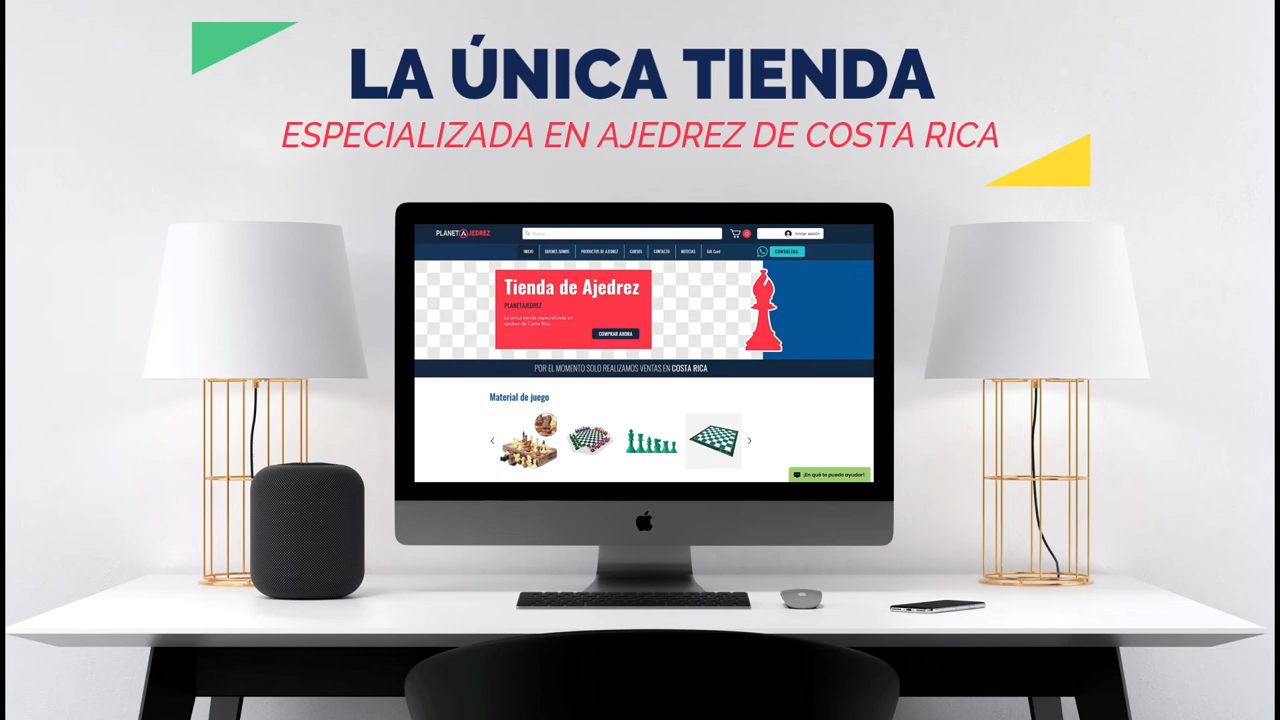 LA ÚNICA TIENDA
ESPECIALIZADA EN AJEDREZ DE COSTA RICA
PLANETAJEDREZ
Buscar
0
Iniciar sesión
INICIO QUIENES SOMOS PRODUCTOS DE AJEDREZ CURSOS CONTACTO NOTICIAS Gift Card
CONSULTAS
Tienda de Ajedrez
PLANETAJEDREZ
La única tienda especializada en
ajedrez de Costa Rica
COMPRAR AHORA
POR EL MOMENTO SOLO REALIZAMOS VENTAS EN COSTA RICA
Material de juego
¡En qué te puedo ayudar!